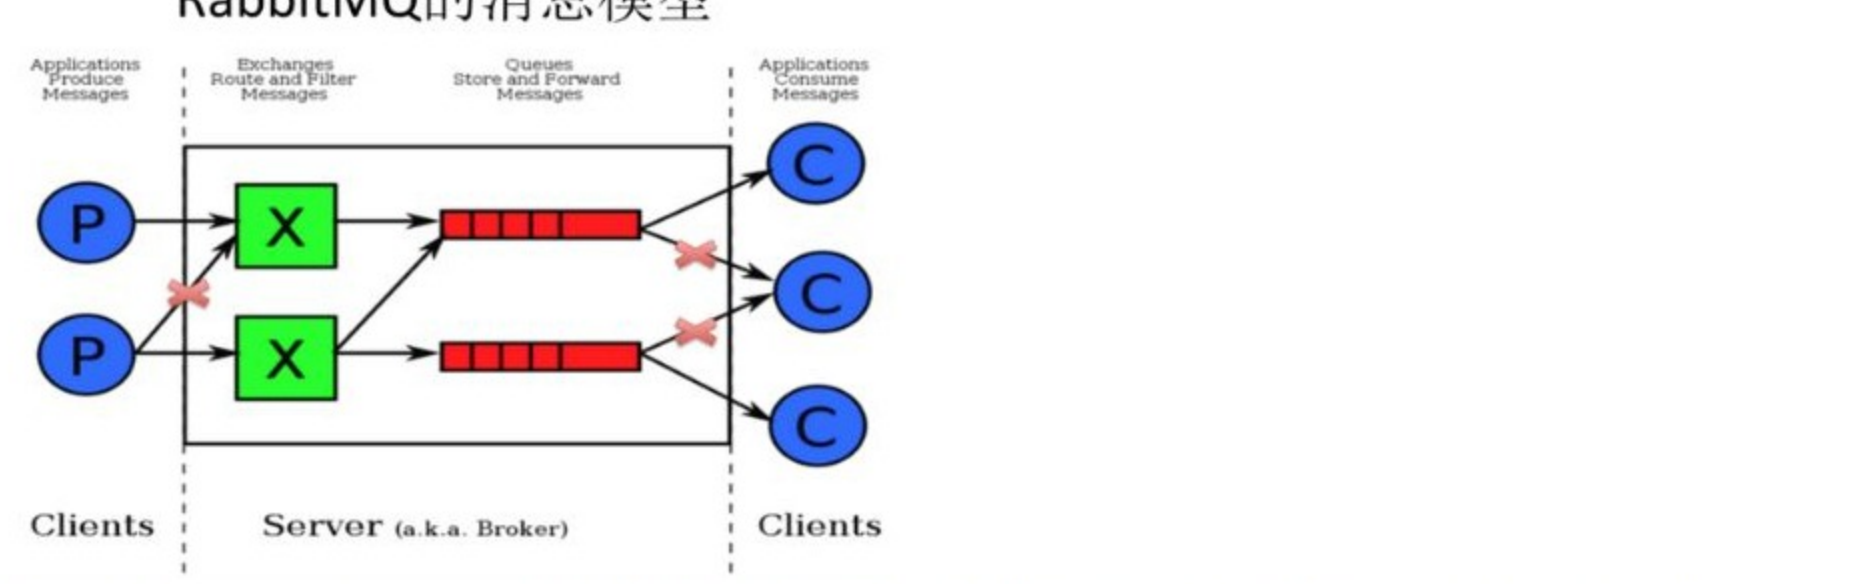 RabbitMQ的消息模型
Applications
Produce
Messages
Exchanges
Route and Filter
Messages
Queues
Store and Forward
Messages
Applications
Consume
Messages
P
X
C
C
P
X
C
Clients
Server (a.k.a. Broker)
Clients